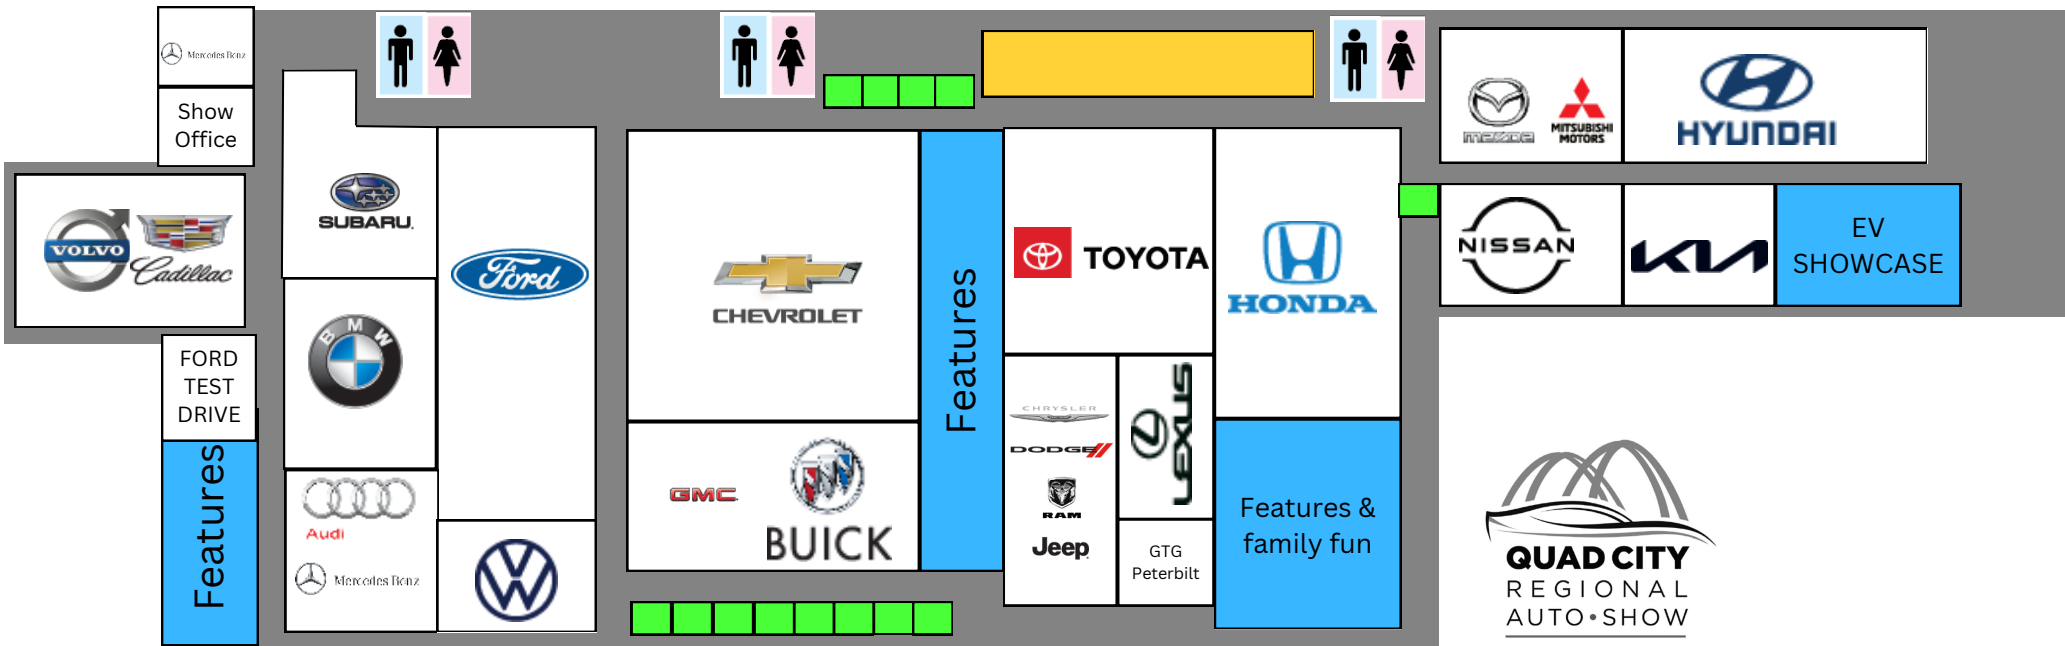 Mercedes Benz
Show
Office
VOLVO
Cadillac
FORD
TEST
DRIVE
Features
SUBARU.
BMW
Audi
Mercedes Benz
Ford
VW
CHEVROLET
GMC
BUICK
Features
TOYOTA
CHRYSLER
DODGE
RAM
Jeep
LEXUS
GTG
Peterbilt
HONDA
Features &
family fun
mazda
MITSUBISHI
MOTORS
HYUNDAI
NISSAN
KIA
EV
SHOWCASE
QUAD CITY
REGIONAL
AUTO•SHOW